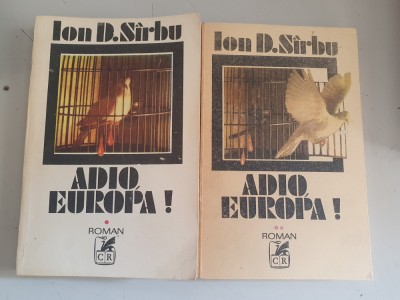 Ion D. Sîrbu
ADIO,
EUROPA !
*
ROMAN
CR
Ion D. Sîrbu
ADIO,
EUROPA !
**
ROMAN
CR